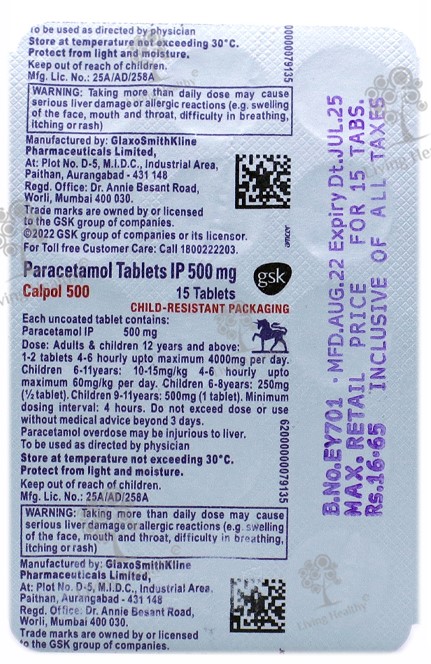 To be used as directed by physician
Store at temperature not exceeding 30°C.
Protect from light and moisture.
Keep out of reach of children.
Mfg. Lic. No.: 25A/AD/258A
WARNING: Taking more than daily dose may cause
serious liver damage or allergic reactions (e.g. swelling
of the face, mouth and throat, difficulty in breathing,
itching or rash)
Manufactured by: GlaxoSmithKline
Pharmaceuticals Limited,
At: Plot No. D-5, M.I.D.C., Industrial Area,
Paithan, Aurangabad - 431 148
Regd. Office: Dr. Annie Besant Road,
Worli, Mumbai 400 030.
Trade marks are owned by or licensed
to the GSK group of companies.
©2022 GSK group of companies or its licensor.
For Toll free Customer Care: Call 1800222203.
Paracetamol Tablets IP 500 mg
Calpol 500 15 Tablets
gsk
CHILD-RESISTANT PACKAGING
Each uncoated tablet contains:
Paracetamol IP 500 mg
Dose: Adults & children 12 years and above:
1-2 tablets 4-6 hourly upto maximum 4000mg per day.
Children 6-11years: 10-15mg/kg 4-6 hourly upto
maximum 60mg/kg per day. Children 6-8years: 250mg
(½ tablet). Children 9-11years: 500mg (1 tablet). Minimum
dosing interval: 4 hours. Do not exceed dose or use
without medical advice beyond 3 days.
Paracetamol overdose may be injurious to liver.
To be used as directed by physician
Store at temperature not exceeding 30°C.
Protect from light and moisture.
Keep out of reach of children.
Mfg. Lic. No.: 25A/AD/258A
62000000079135
WARNING: Taking more than daily dose may cause
serious liver damage or allergic reactions (e.g. swelling
of the face, mouth and throat, difficulty in breathing,
itching or rash)
Manufactured by: GlaxoSmithKline
Pharmaceuticals Limited,
At: Plot No. D-5, M.I.D.C., Industrial Area,
Paithan, Aurangabad - 431 148
Regd. Office: Dr. Annie Besant Road,
Worli, Mumbai 400 030.
Trade marks are owned by or licensed
to the GSK group of companies.
B.No.EY701 · MFD.AUG.22 Expiry Dt.JUL.25
MAX. RETAIL PRICE FOR 15 TABS.
Rs.16.65 INCLUSIVE OF ALL TAXES
Living Healthy
Living Healthy